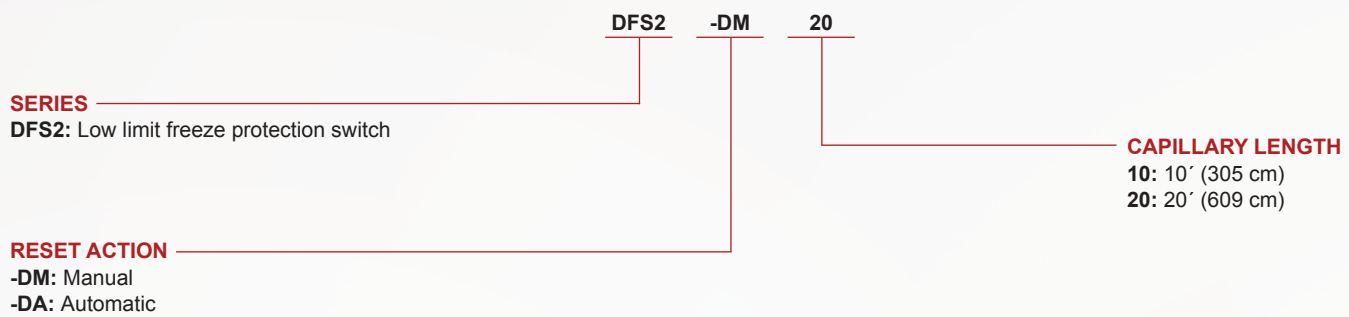 DFS2 -DM 20
SERIES
DFS2: Low limit freeze protection switch
CAPILLARY LENGTH
10: 10´ (305 cm)
20: 20´ (609 cm)
RESET ACTION
-DM: Manual
-DA: Automatic